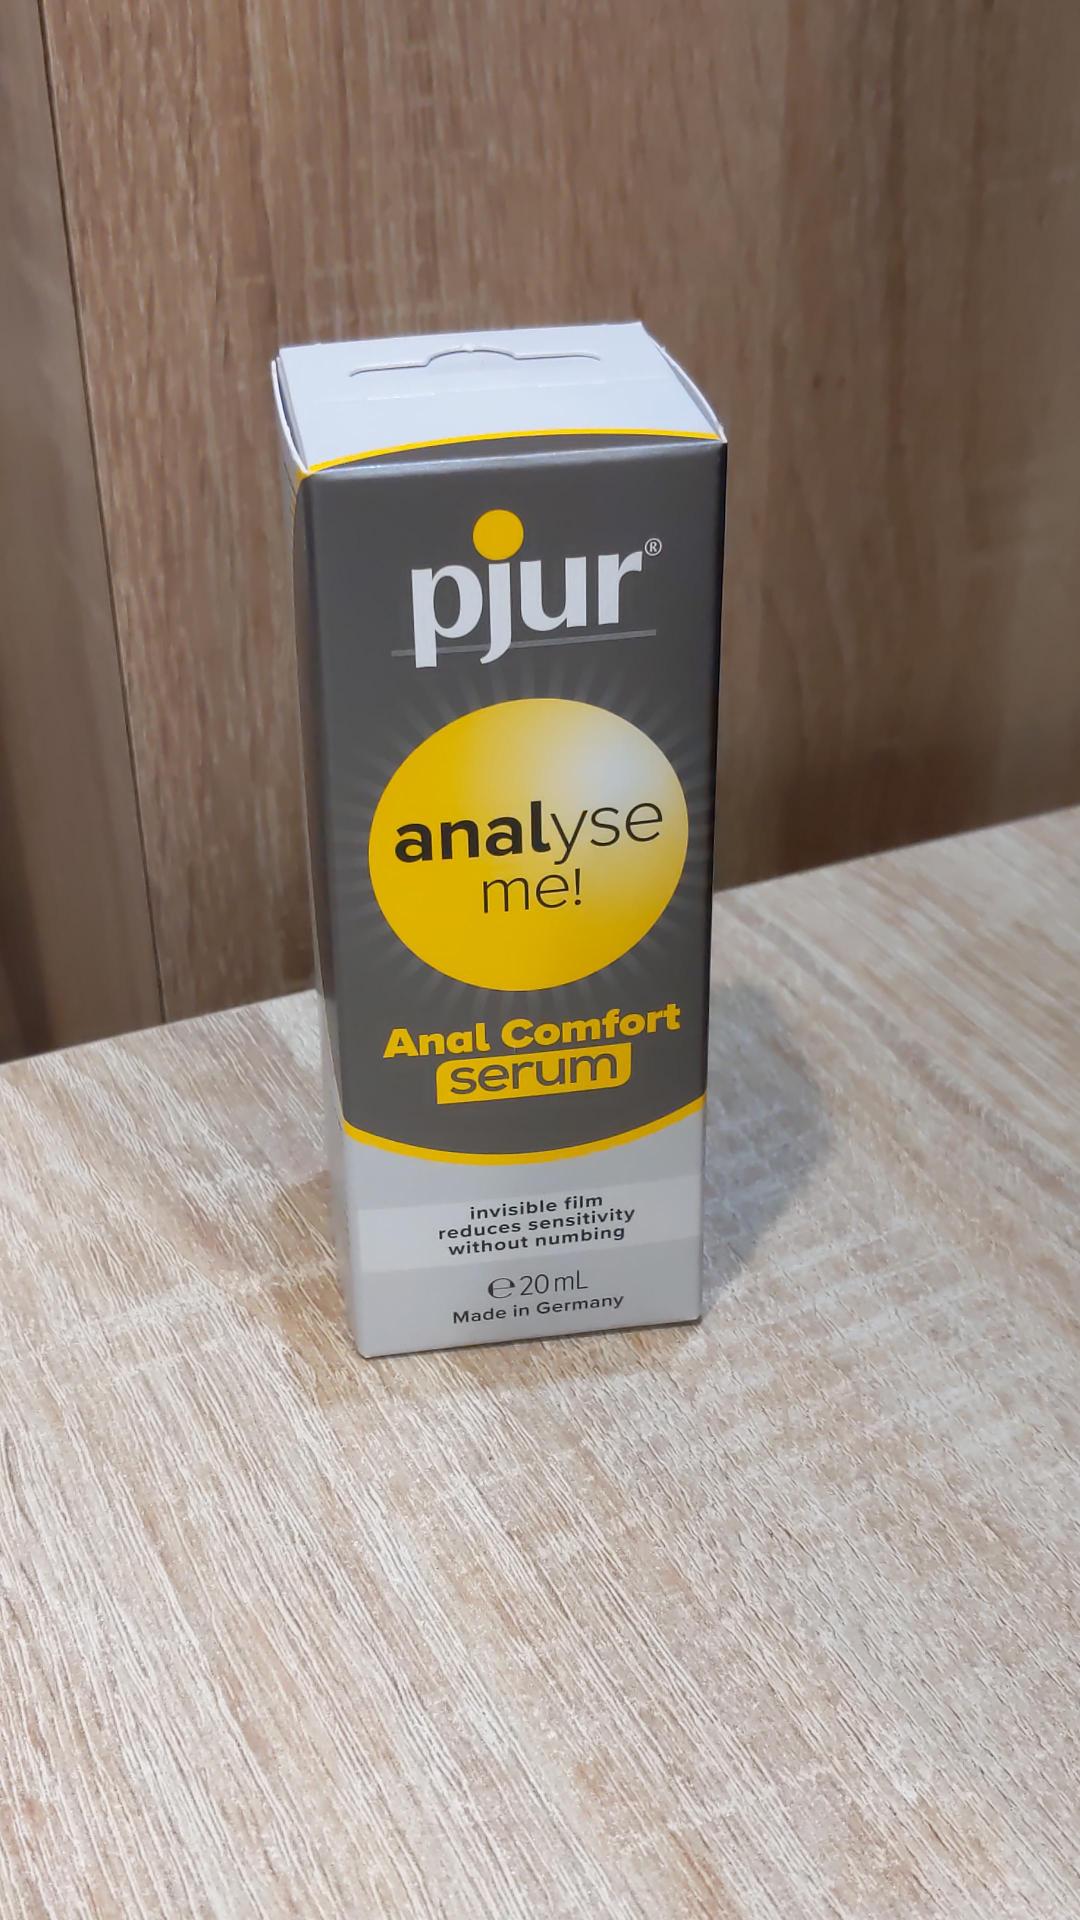 pjur®
analyse
me!
Anal Comfort
serum
invisible film
reduces sensitivity
without numbing
℮ 20 mL
Made in Germany